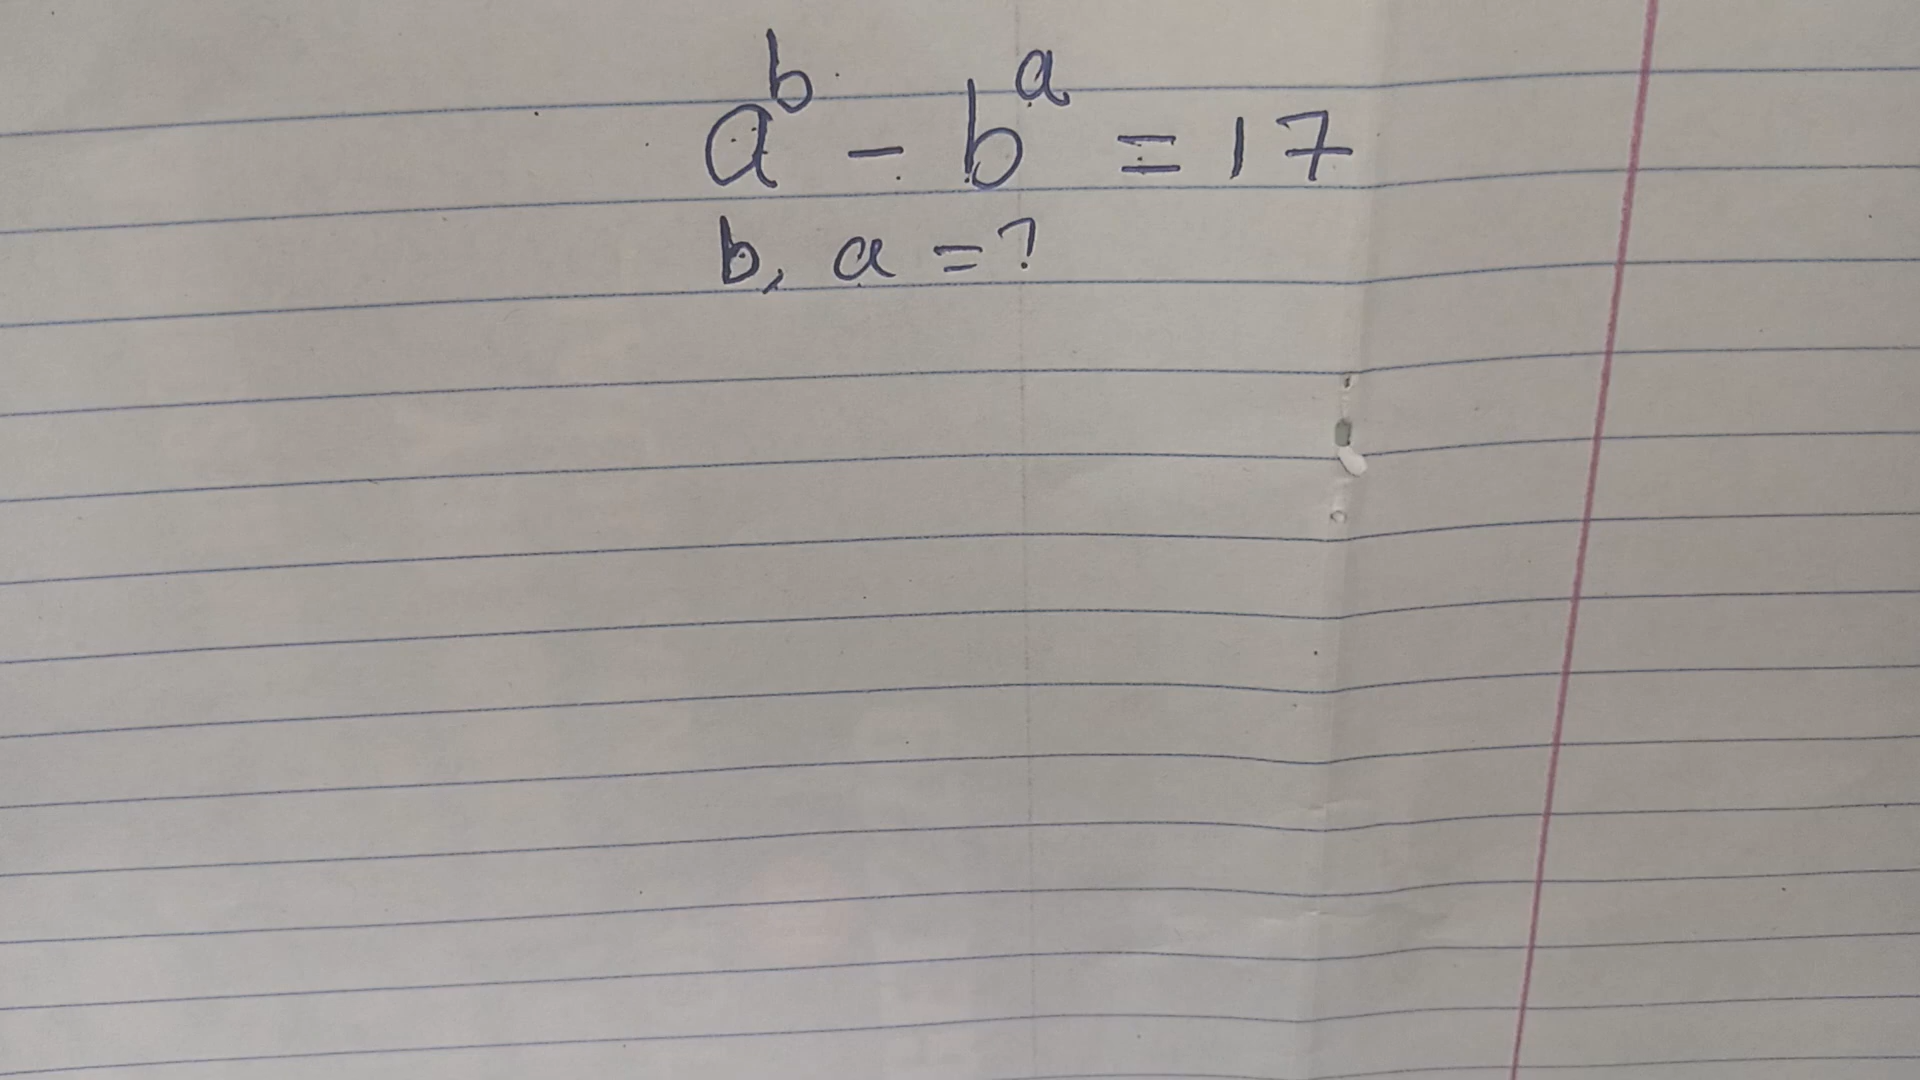 a^b - b^a = 17
b, a = ?